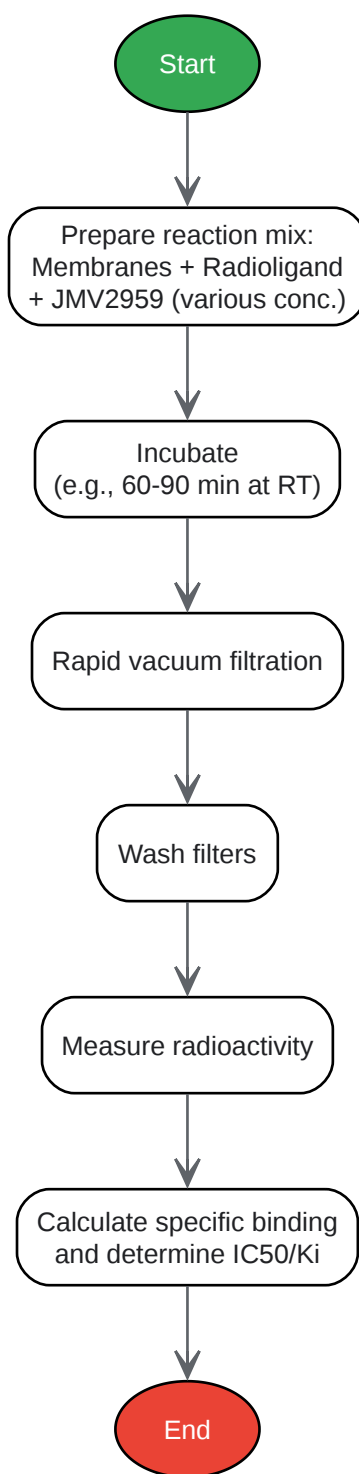 Start
Prepare reaction mix:
Membranes + Radioligand
+ JMV2959 (various conc.)
Incubate
(e.g., 60-90 min at RT)
Rapid vacuum filtration
Wash filters
Measure radioactivity
Calculate specific binding
and determine IC50/Ki
End